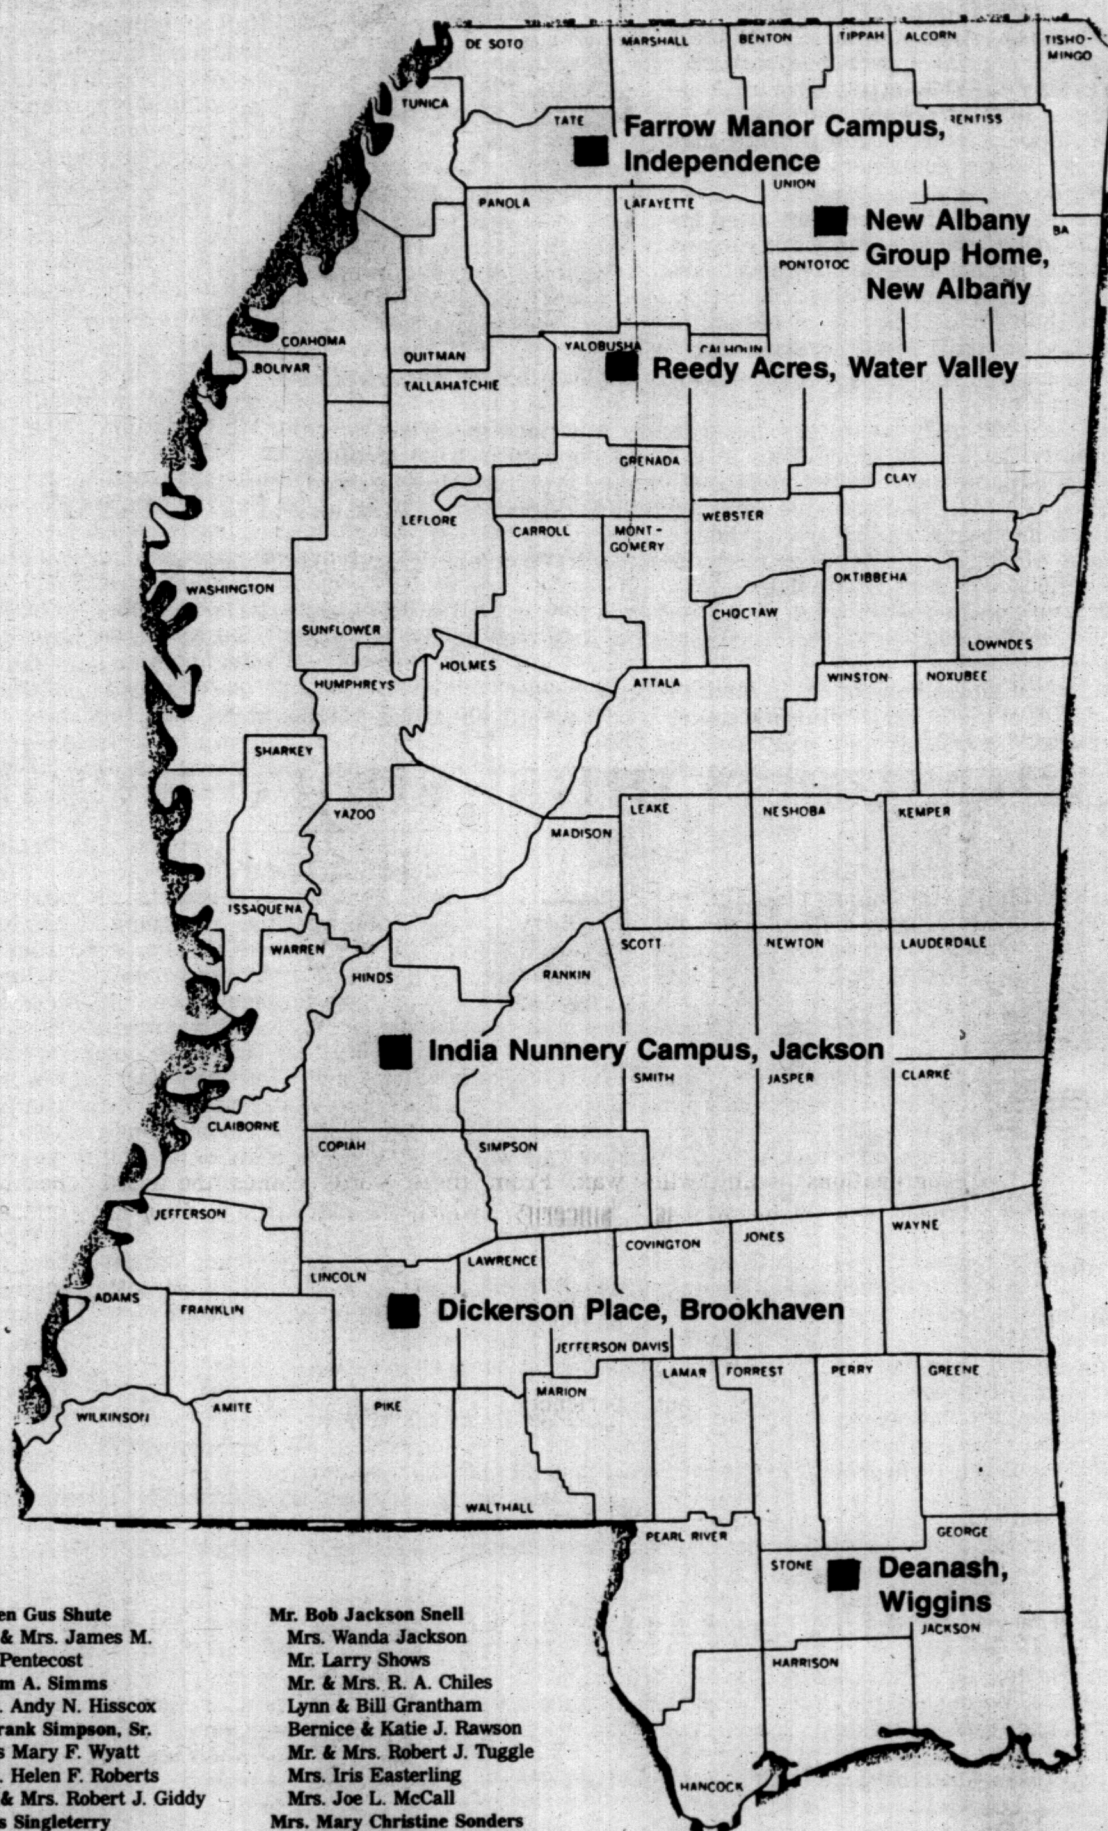 DE SOTO
MARSHALL
BENTON
TIPPAH
ALCORN
TISHO-
MINGO
TUNICA
TATE
Farrow Manor Campus,
Independence
RENTISS
UNION
PANOLA
LAFAYETTE
New Albany
Group Home,
New Albany
BA
PONTOTOC
COAHOMA
BOLIVAR
QUITMAN
TALLAHATCHIE
YALOBUSHA
CALHOUN
Reedy Acres, Water Valley
GRENADA
CLAY
LEFLORE
CARROLL
MONT-
GOMERY
WEBSTER
WASHINGTON
SUNFLOWER
OKTIBBEHA
CHOCTAW
LOWNDES
HUMPHREYS
HOLMES
ATTALA
WINSTON
NOXUBEE
SHARKEY
YAZOO
MADISON
LEAKE
NESHOBA
KEMPER
ISSAQUENA
WARREN
HINDS
RANKIN
SCOTT
NEWTON
LAUDERDALE
India Nunnery Campus, Jackson
SMITH
JASPER
CLARKE
CLAIBORNE
COPIAH
SIMPSON
JEFFERSON
LAWRENCE
COVINGTON
JONES
WAYNE
LINCOLN
ADAMS
FRANKLIN
Dickerson Place, Brookhaven
JEFFERSON DAVIS
LAMAR
FORREST
PERRY
GREENE
WILKINSON
AMITE
PIKE
MARION
WALTHALL
PEARL RIVER
GEORGE
STONE
Deanash,
Wiggins
JACKSON
HARRISON
HANCOCK
en Gus Shute
& Mrs. James M.
Pentecost
m A. Simms
. Andy N. Hisscox
rank Simpson, Sr.
s Mary F. Wyatt
. Helen F. Roberts
& Mrs. Robert J. Giddy
s Singleterry
Mr. Bob Jackson Snell
Mrs. Wanda Jackson
Mr. Larry Shows
Mr. & Mrs. R. A. Chiles
Lynn & Bill Grantham
Bernice & Katie J. Rawson
Mr. & Mrs. Robert J. Tuggle
Mrs. Iris Easterling
Mrs. Joe L. McCall
Mrs. Mary Christine Sonders